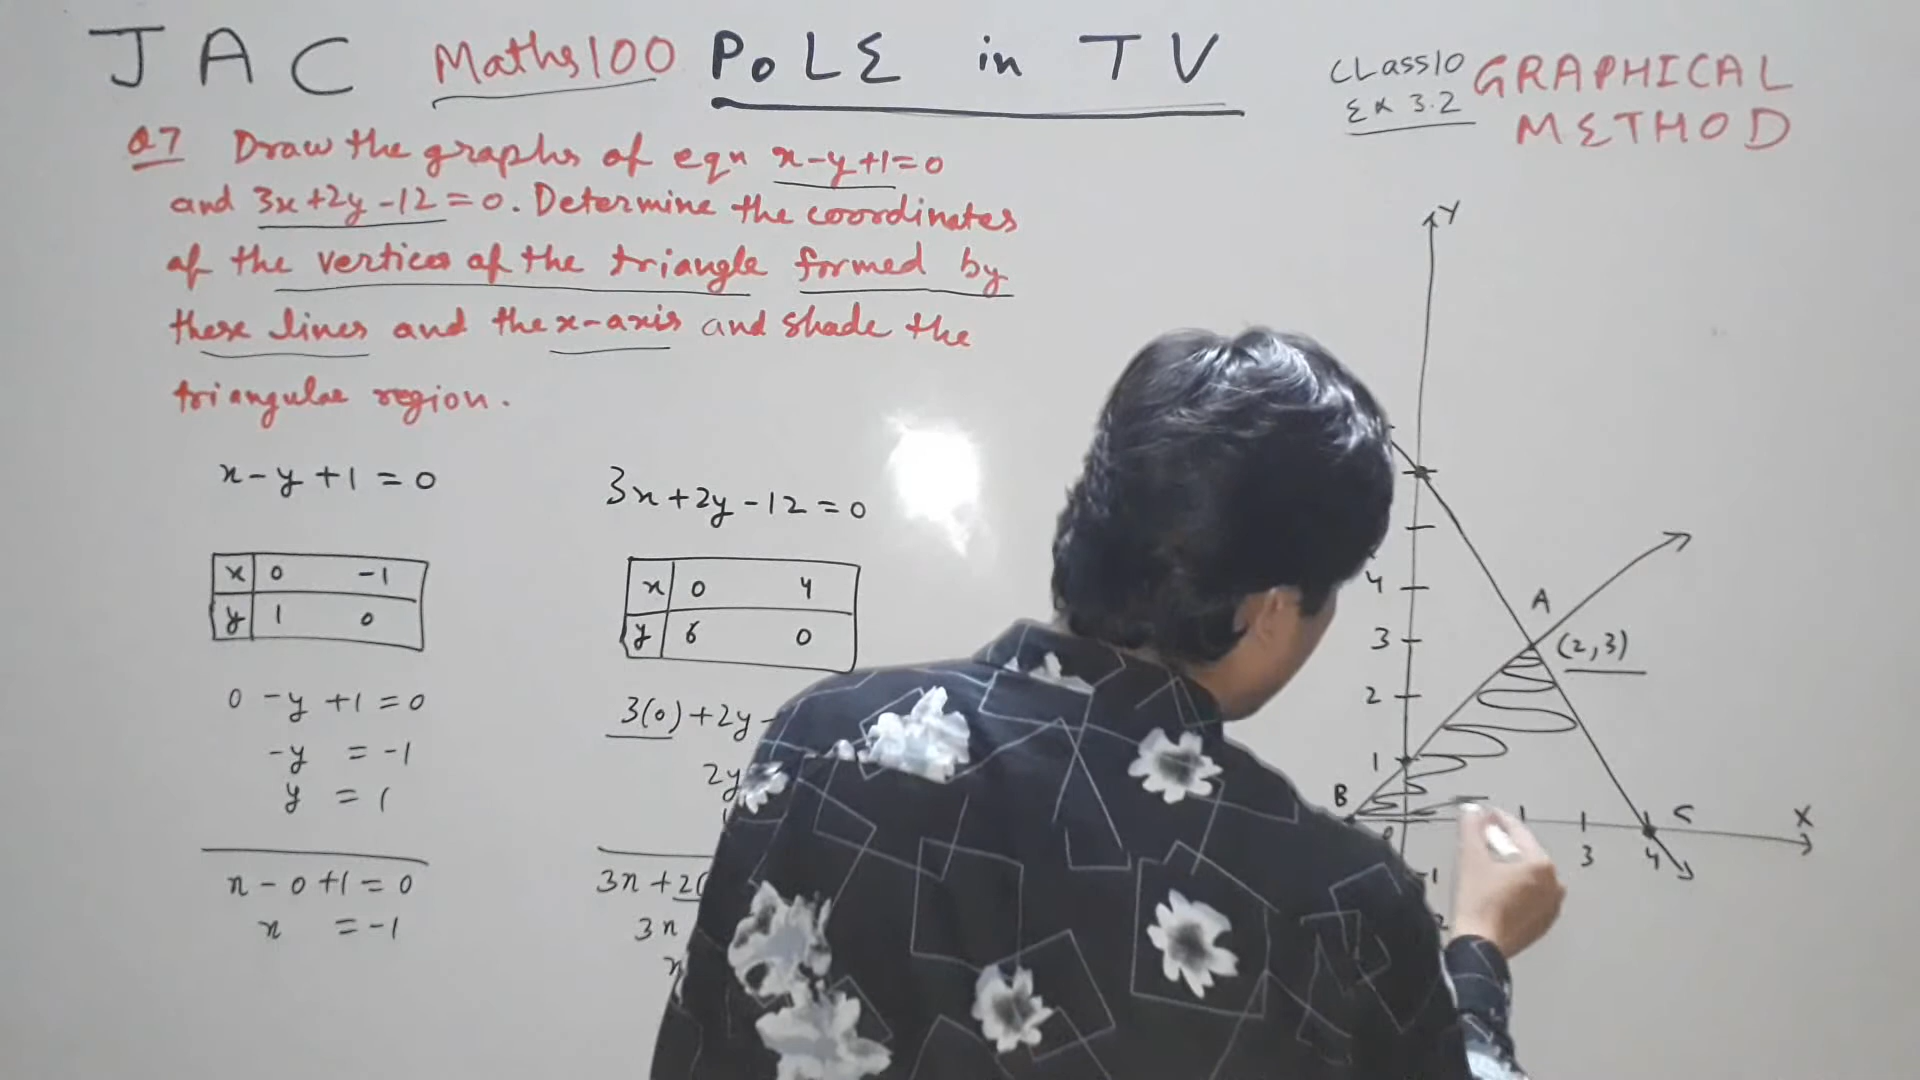 JAC Maths100 POLE in TV
CLASS10 GRAPHICAL
Ex 3.2 METHOD
Q7 Draw the graphs of eqn x-y+1=0
and 3x+2y-12=0. Determine the coordinates
of the vertices of the triangle formed by
these lines and the x-axis and shade the
triangular region.
x-y+1=0
x 0 -1
y 1 0
0-y+1=0
-y = -1
y = 1
x-0+1=0
x = -1
3x+2y-12=0
x 0 4
y 6 0
3(0)+2y-
2y
3x+2(
3x
x
Y
4
A
3
(2,3)
2
1
B
C
X
0
3
4
-1